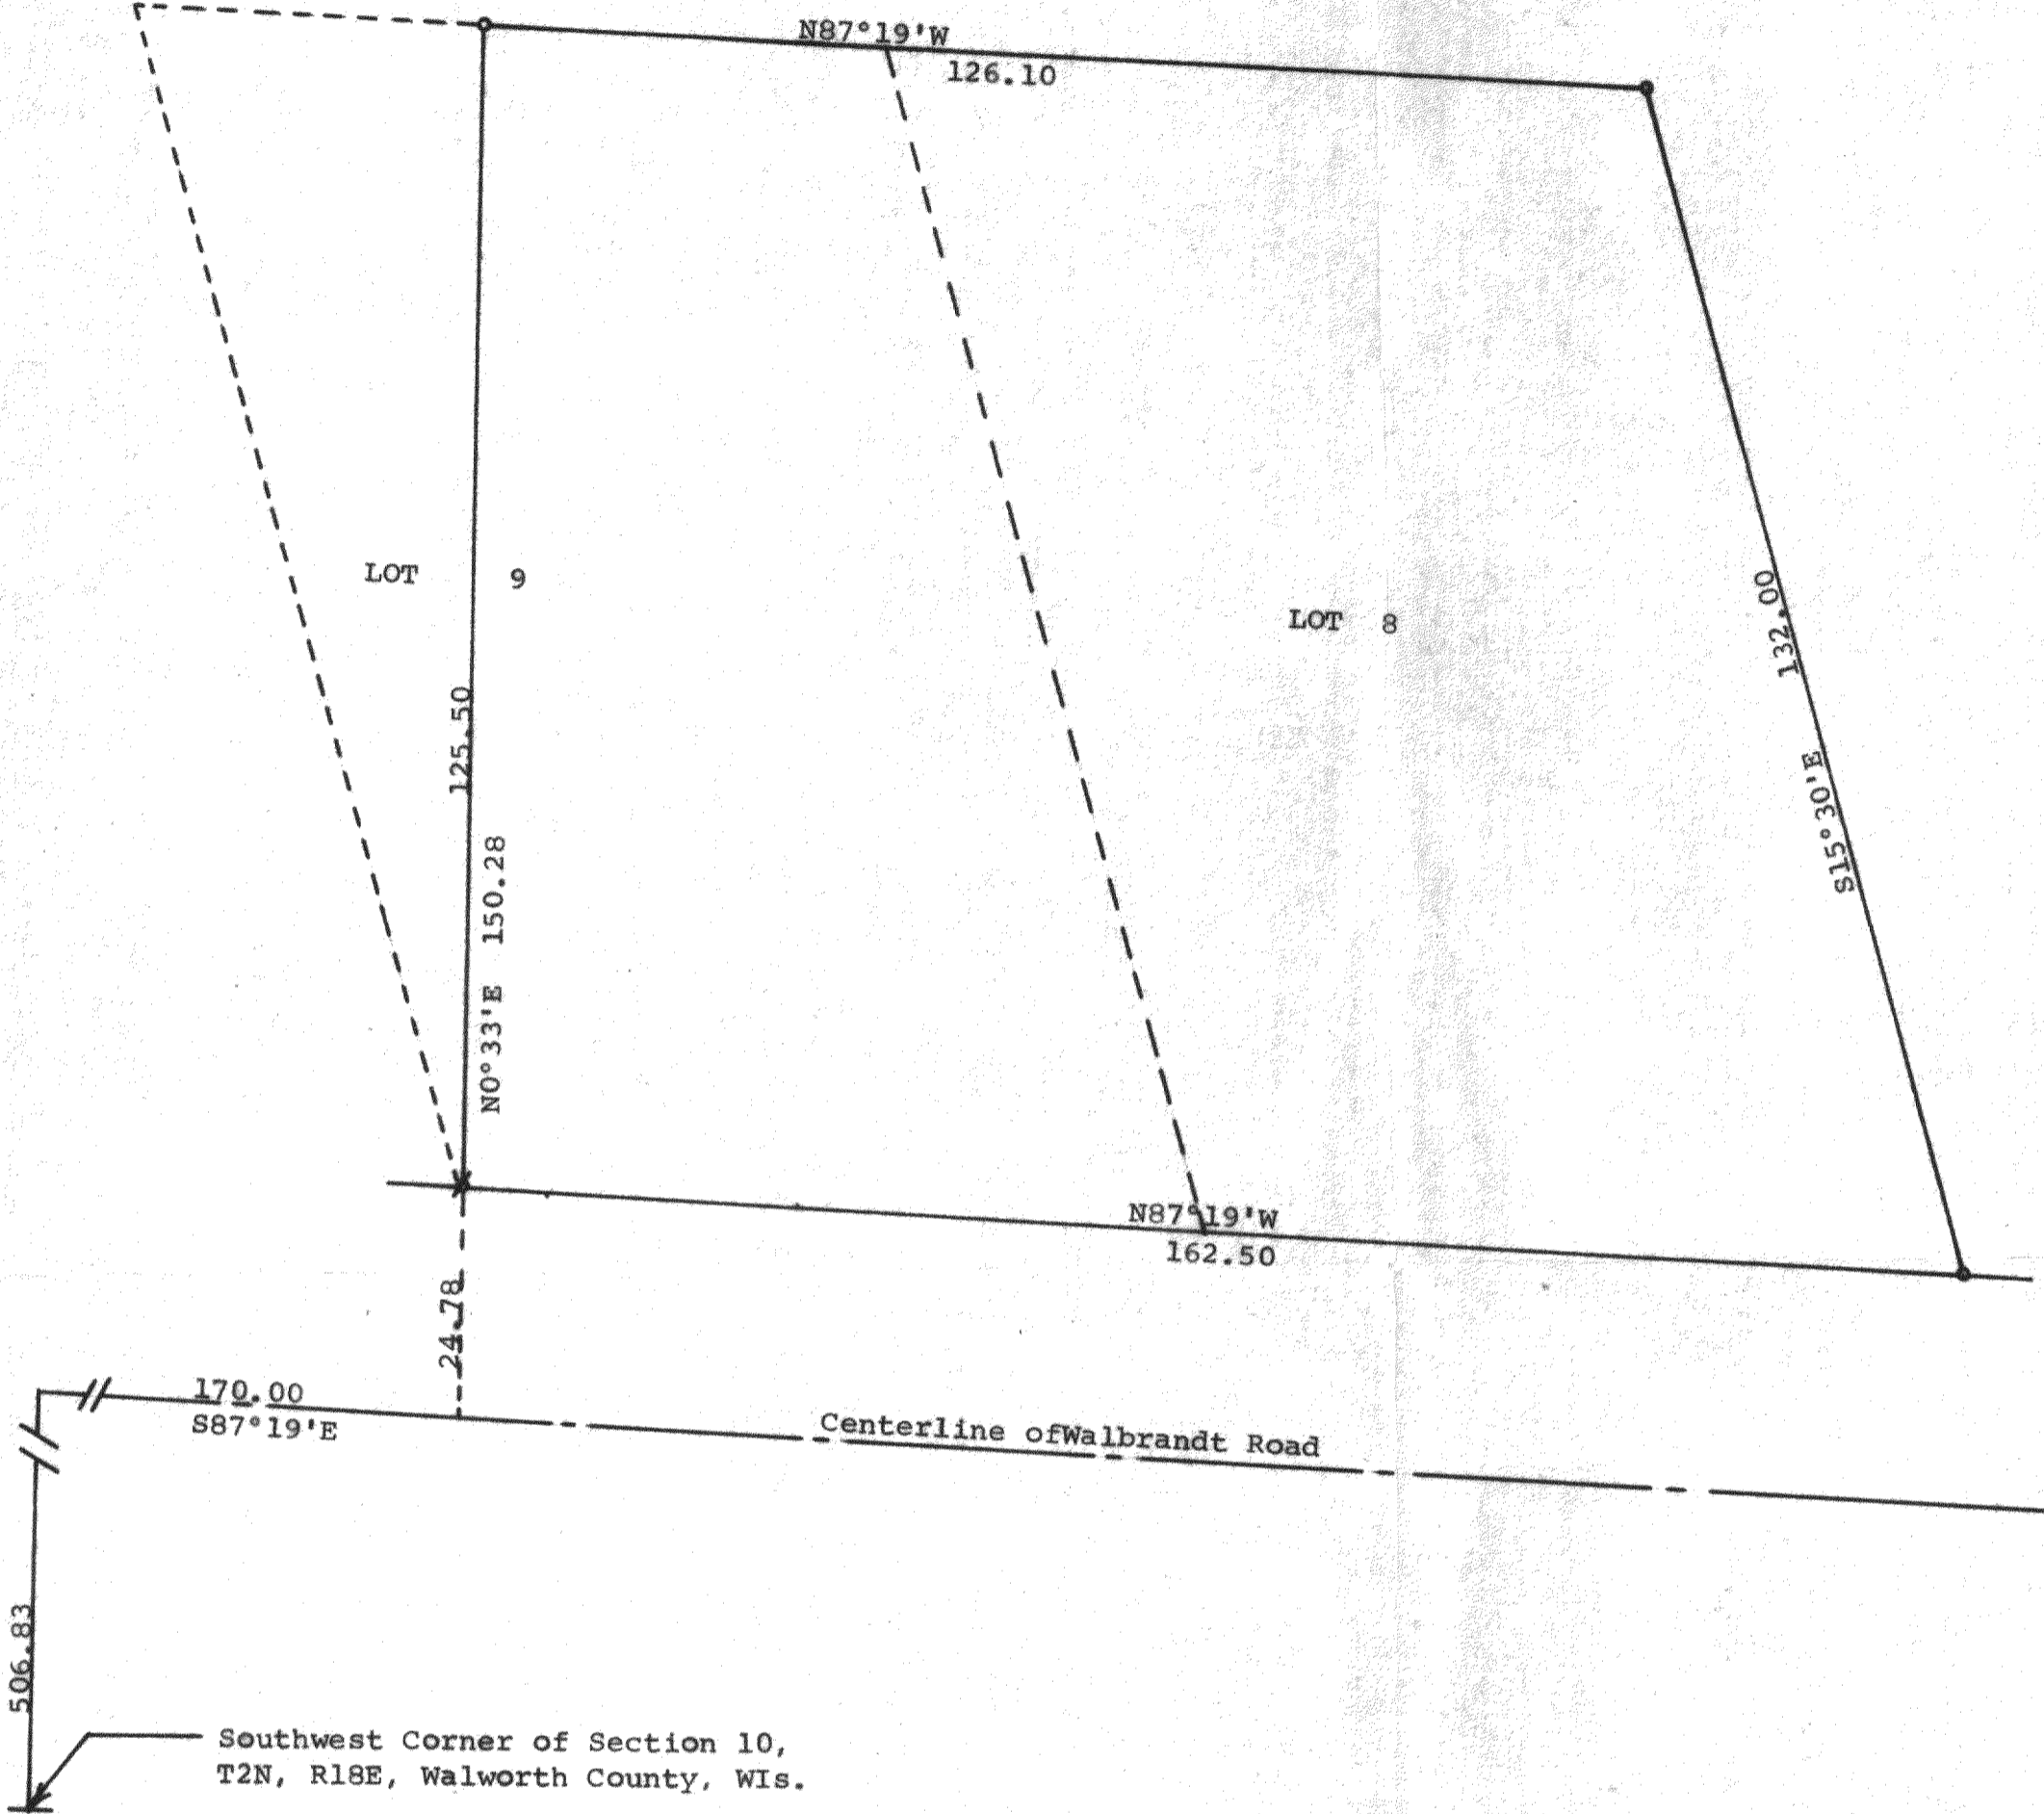 N87°19'W
126.10
LOT 9
LOT 8
132.00
S15°30'E
125.50
N0°33'E 150.28
N87°19'W
162.50
24.78
170.00
S87°19'E
Centerline ofWalbrandt Road
506.83
Southwest Corner of Section 10,
T2N, R18E, Walworth County, WIs.